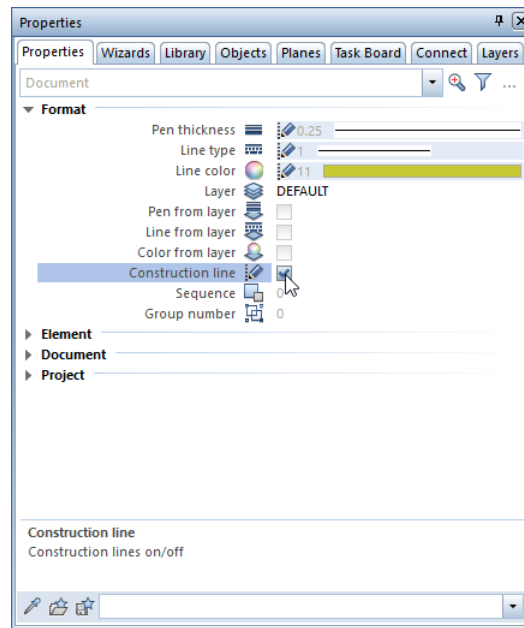 Properties
Properties Wizards Library Objects Planes Task Board Connect Layers
Document ...
Format
Pen thickness 0.25
Line type 1
Line color 11
Layer DEFAULT
Pen from layer
Line from layer
Color from layer
Construction line
Sequence 0
Group number 0
Element
Document
Project
Construction line
Construction lines on/off